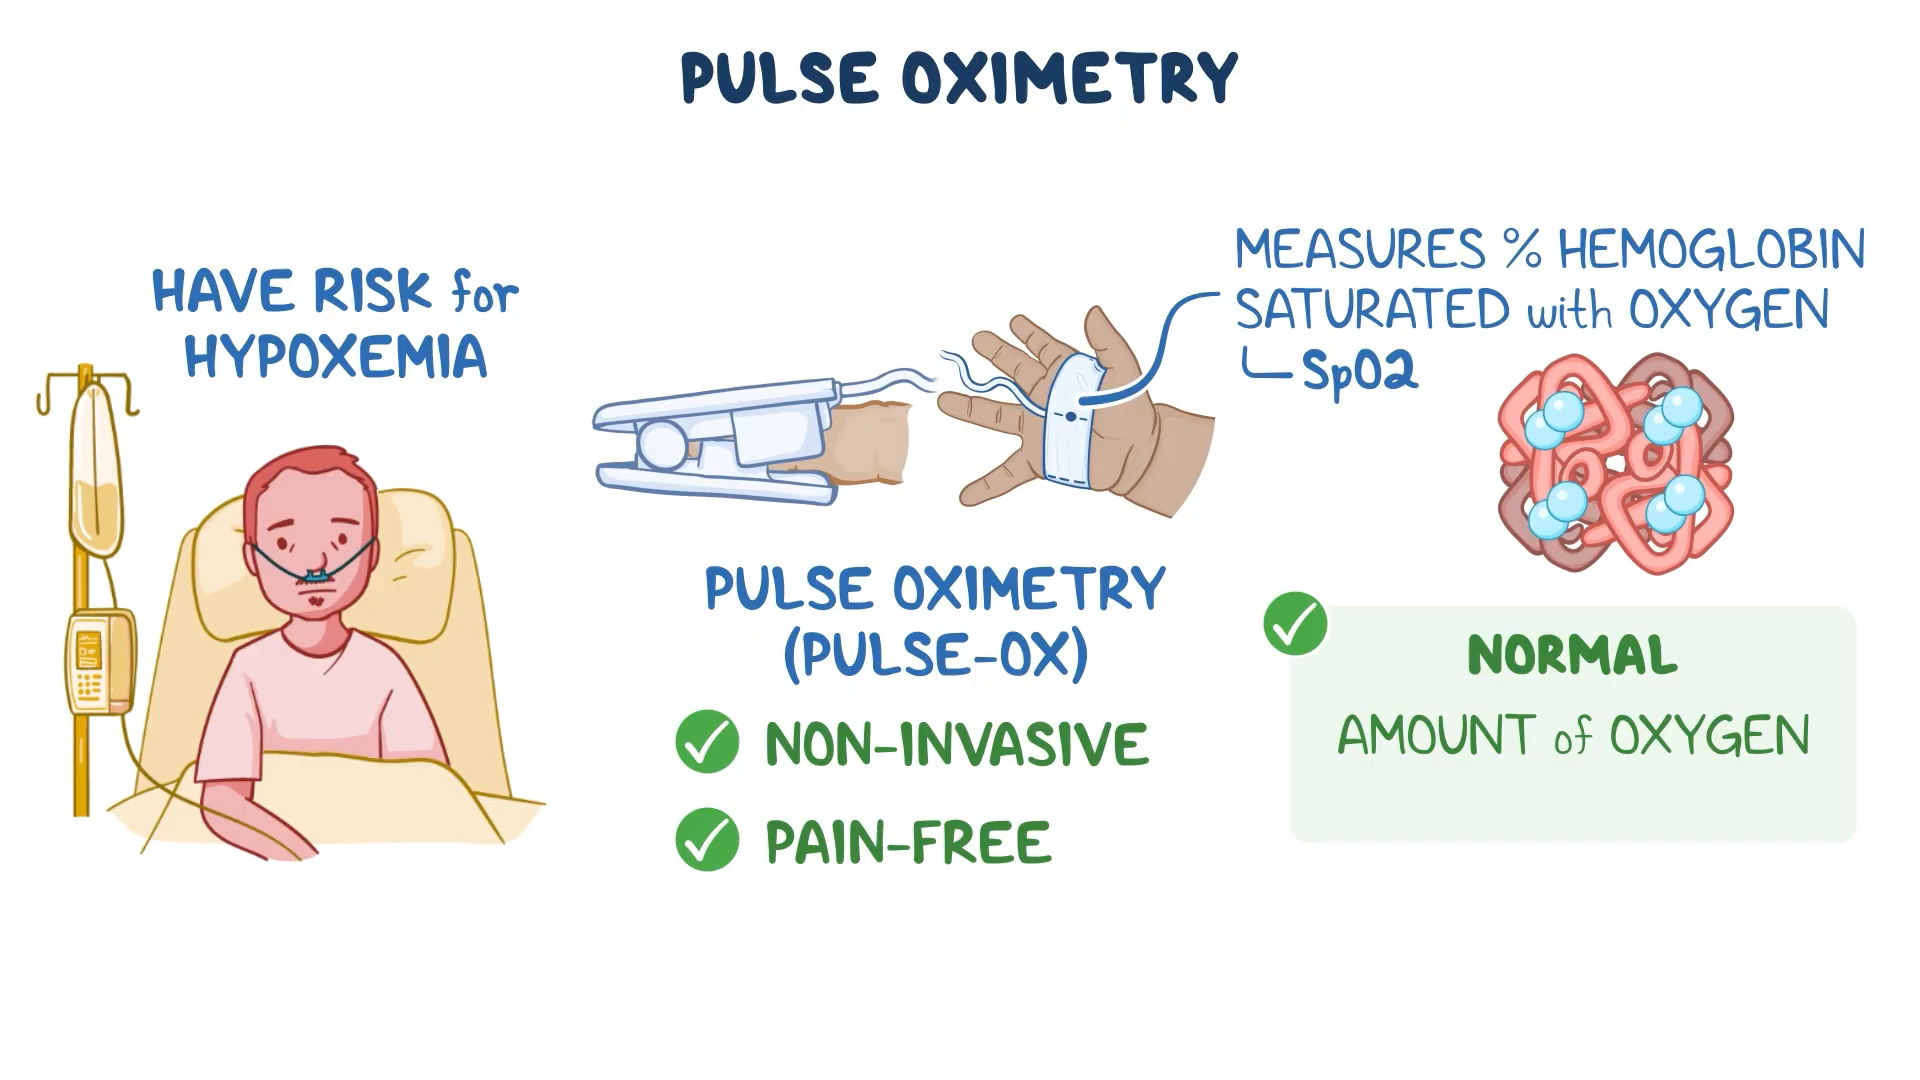 PULSE OXIMETRY
HAVE RISK for
HYPOXEMIA
MEASURES % HEMOGLOBIN
SATURATED with OXYGEN
SpO2
PULSE OXIMETRY
(PULSE-OX)
NON-INVASIVE
PAIN-FREE
NORMAL
AMOUNT of OXYGEN